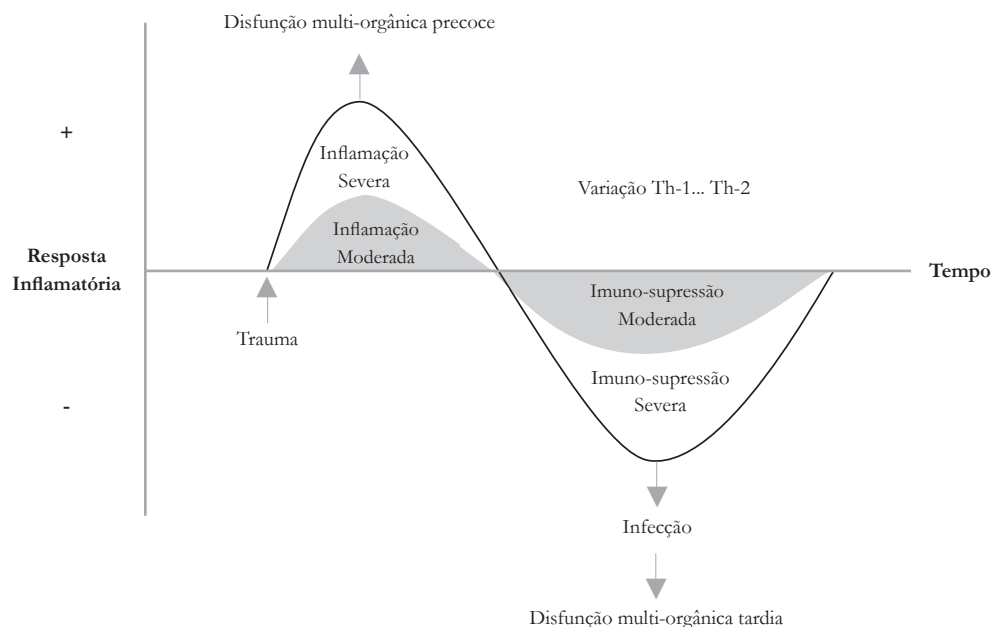 Disfunção multi-orgânica precoce
+
Inflamação
Severa
Variação Th-1... Th-2
Inflamação
Moderada
Resposta
Inflamatória
Tempo
Imuno-supressão
Moderada
Trauma
Imuno-supressão
Severa
-
Infecção
Disfunção multi-orgânica tardia